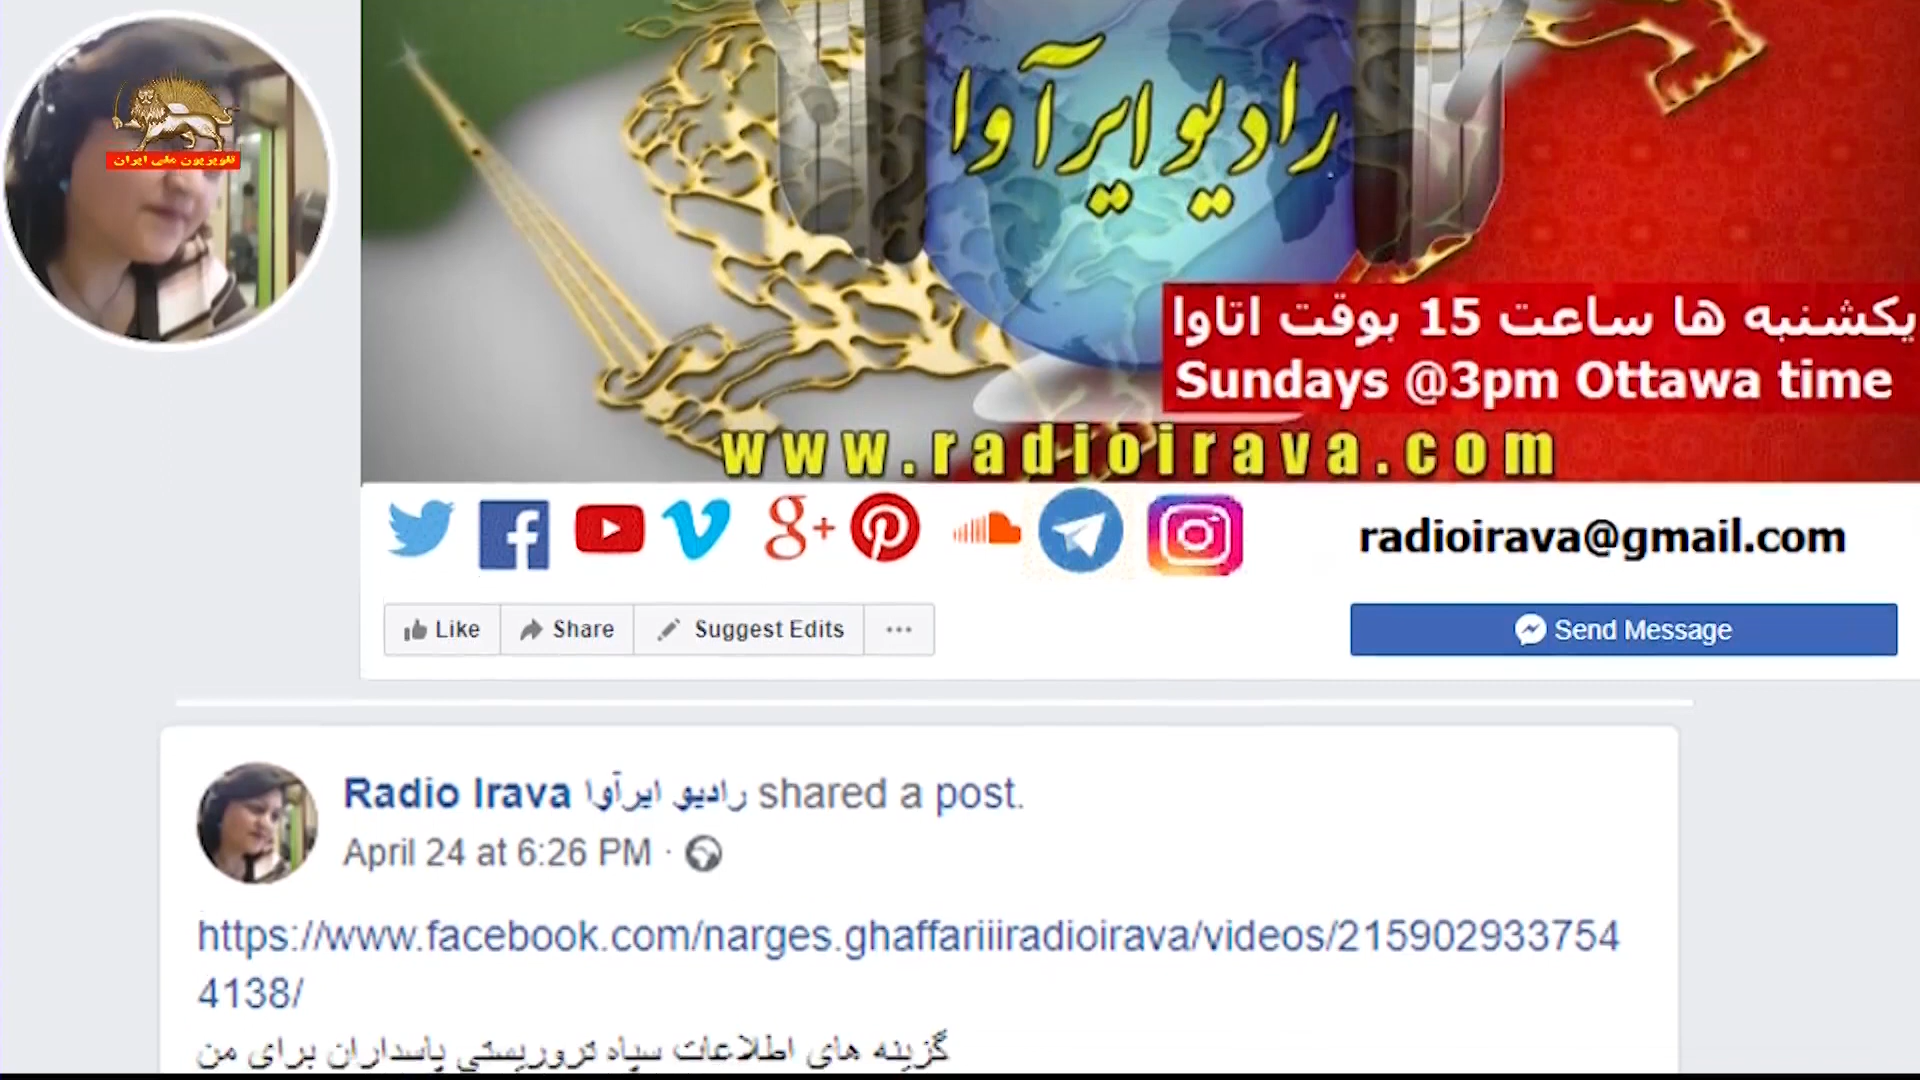 تلویزیون ملی ایران
رادیو ایرآوا
یکشنبه ها ساعت 15 بوقت اتاوا
Sundays @3pm Ottawa time
www.radioirava.com
radioirava@gmail.com
Like Share Suggest Edits ...
Send Message
Radio Irava رادیو ایرآوا shared a post.
April 24 at 6:26 PM ·
https://www.facebook.com/narges.ghaffariiiradioirava/videos/215902933754
4138/
گزینه های اطلاعات سپاه تروریستی پاسداران برای من